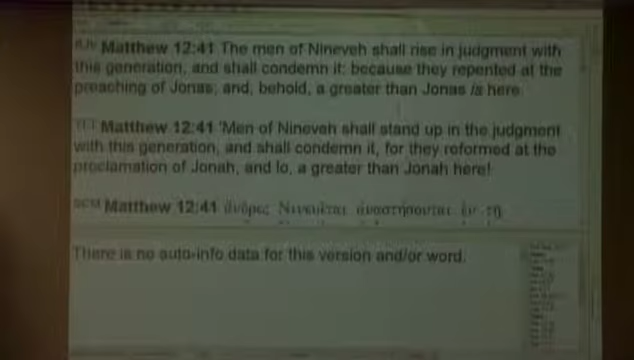 KJV Matthew 12:41 The men of Nineveh shall rise in judgment with
this generation, and shall condemn it: because they repented at the
preaching of Jonas; and, behold, a greater than Jonas is here.
YLT Matthew 12:41 'Men of Nineveh shall stand up in the judgment
with this generation, and shall condemn it, for they reformed at the
proclamation of Jonah, and lo, a greater than Jonah here!
Matthew 12:41 ἄνδρες Νινευῖται ἀναστήσονται ἐν τῇ
There is no auto-info data for this version and/or word.